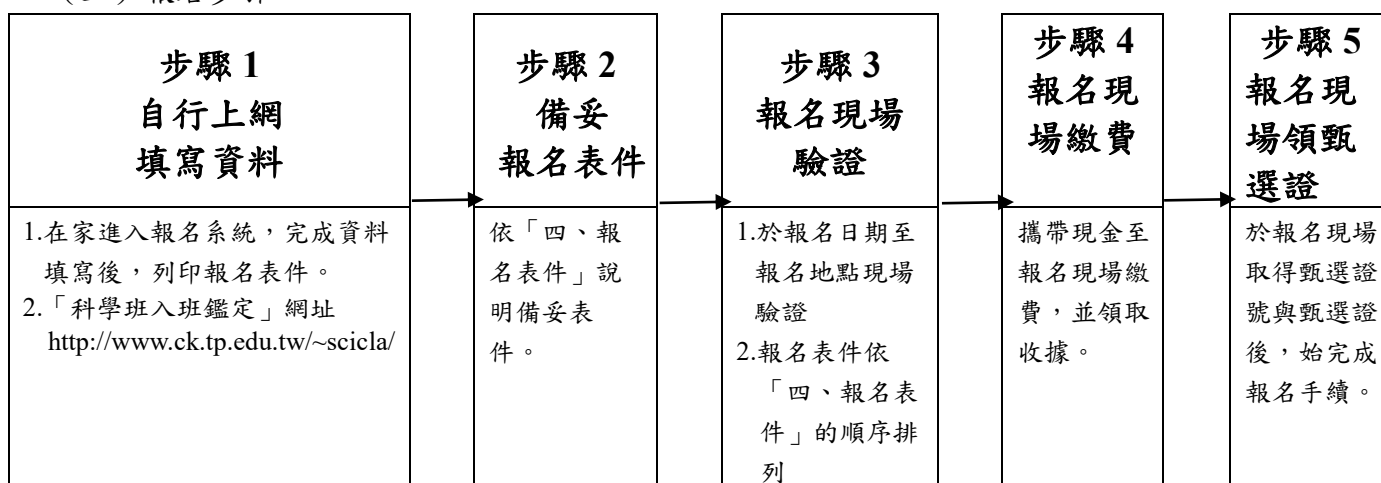 步驟 1
自行上網
填寫資料
1.在家進入報名系統，完成資料
填寫後，列印報名表件。
2.「科學班入班鑑定」網址
http://www.ck.tp.edu.tw/~scicla/
步驟 2
備妥
報名表件
依「四、報
名表件」說
明備妥表
件。
步驟 3
報名現場
驗證
1.於報名日期至
報名地點現場
驗證
2.報名表件依
「四、報名表
件」的順序排
列
步驟 4
報名現
場繳費
攜帶現金至
報名現場繳
費，並領取
收據。
步驟 5
報名現
場領甄
選證
於報名現場
取得甄選證
號與甄選證
後，始完成
報名手續。